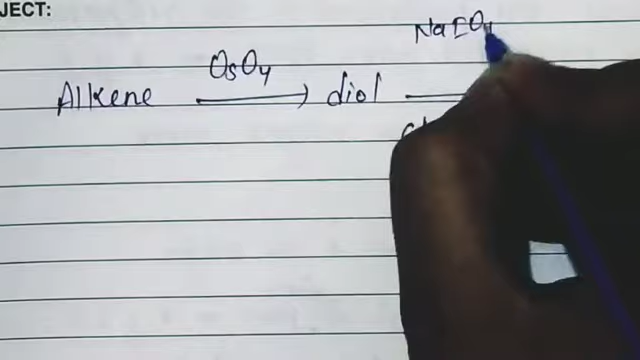 JECT:
NaIO4
OsO4
Alkene → diol